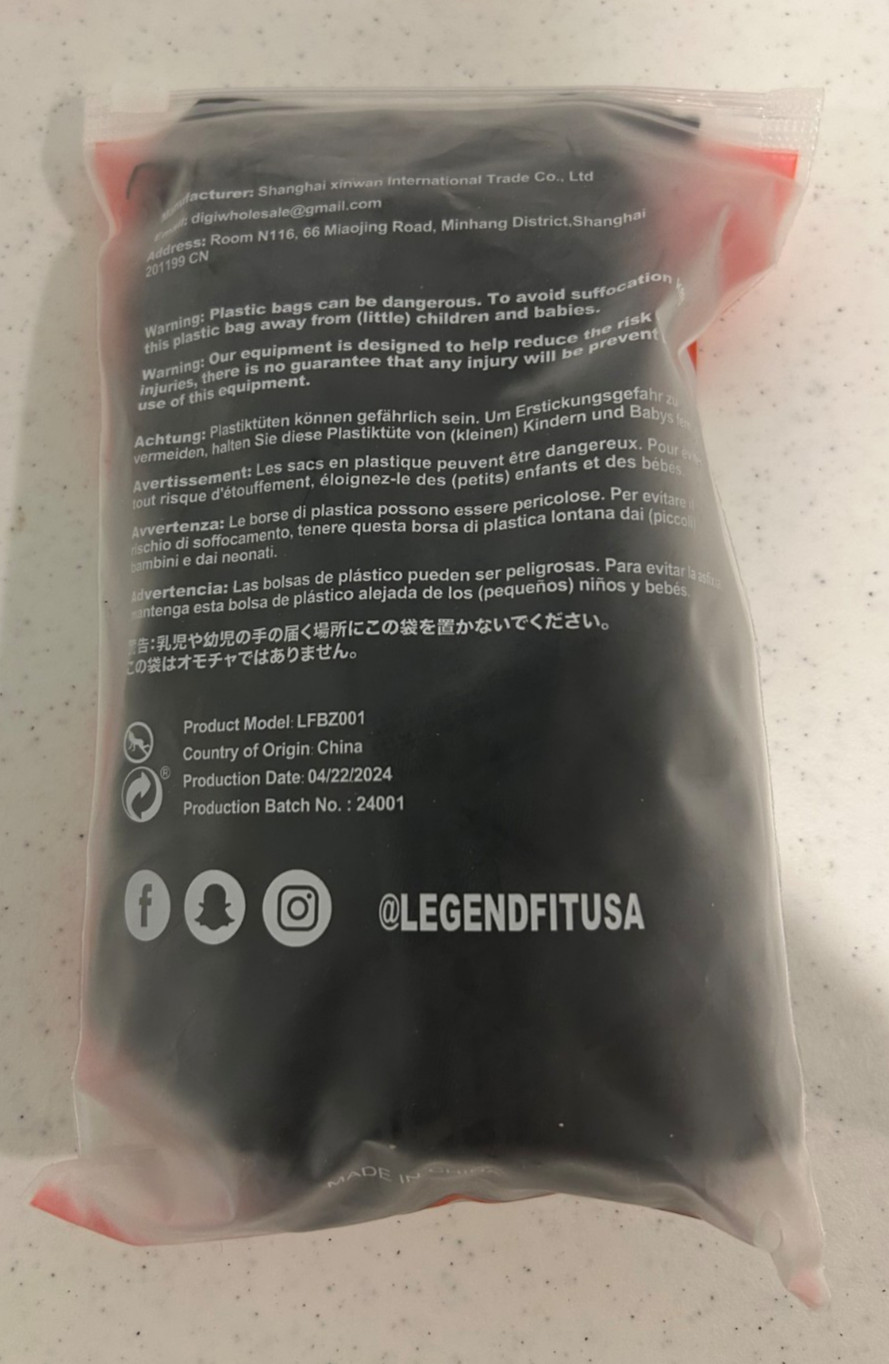 Manufacturer: Shanghai xinwan International Trade Co., Ltd
digiwholesale@gmail.com
Address: Room N116, 66 Miaojing Road, Minhang District,Shanghai
201199 CN
Warning: Plastic bags can be dangerous. To avoid suffocation
this plastic bag away from (little) children and babies.
Warning: Our equipment is designed to help reduce the risk
injuries, there is no guarantee that any injury will be prevent
use of this equipment.
Achtung: Plastiktüten können gefährlich sein. Um Erstickungsgefahr zu
vermeiden, halten Sie diese Plastiktüte von (kleinen) Kindern und Babys
Avertissement: Les sacs en plastique peuvent être dangereux. Pour
tout risque d'étouffement, éloignez-le des (petits) enfants et des bébés.
Avvertenza: Le borse di plastica possono essere pericolose. Per evitare il
rischio di soffocamento, tenere questa borsa di plastica lontana dai (piccoli)
bambini e dai neonati.
Advertencia: Las bolsas de plástico pueden ser peligrosas. Para evitar la asfixia
mantenga esta bolsa de plástico alejada de los (pequeños) niños y bebés.
警告:乳児や幼児の手の届く場所にこの袋を置かないでください。
この袋はオモチャではありません。
Product Model: LFBZ001
Country of Origin: China
®
Production Date: 04/22/2024
Production Batch No. : 24001
@LEGENDFITUSA
MADE IN CHINA